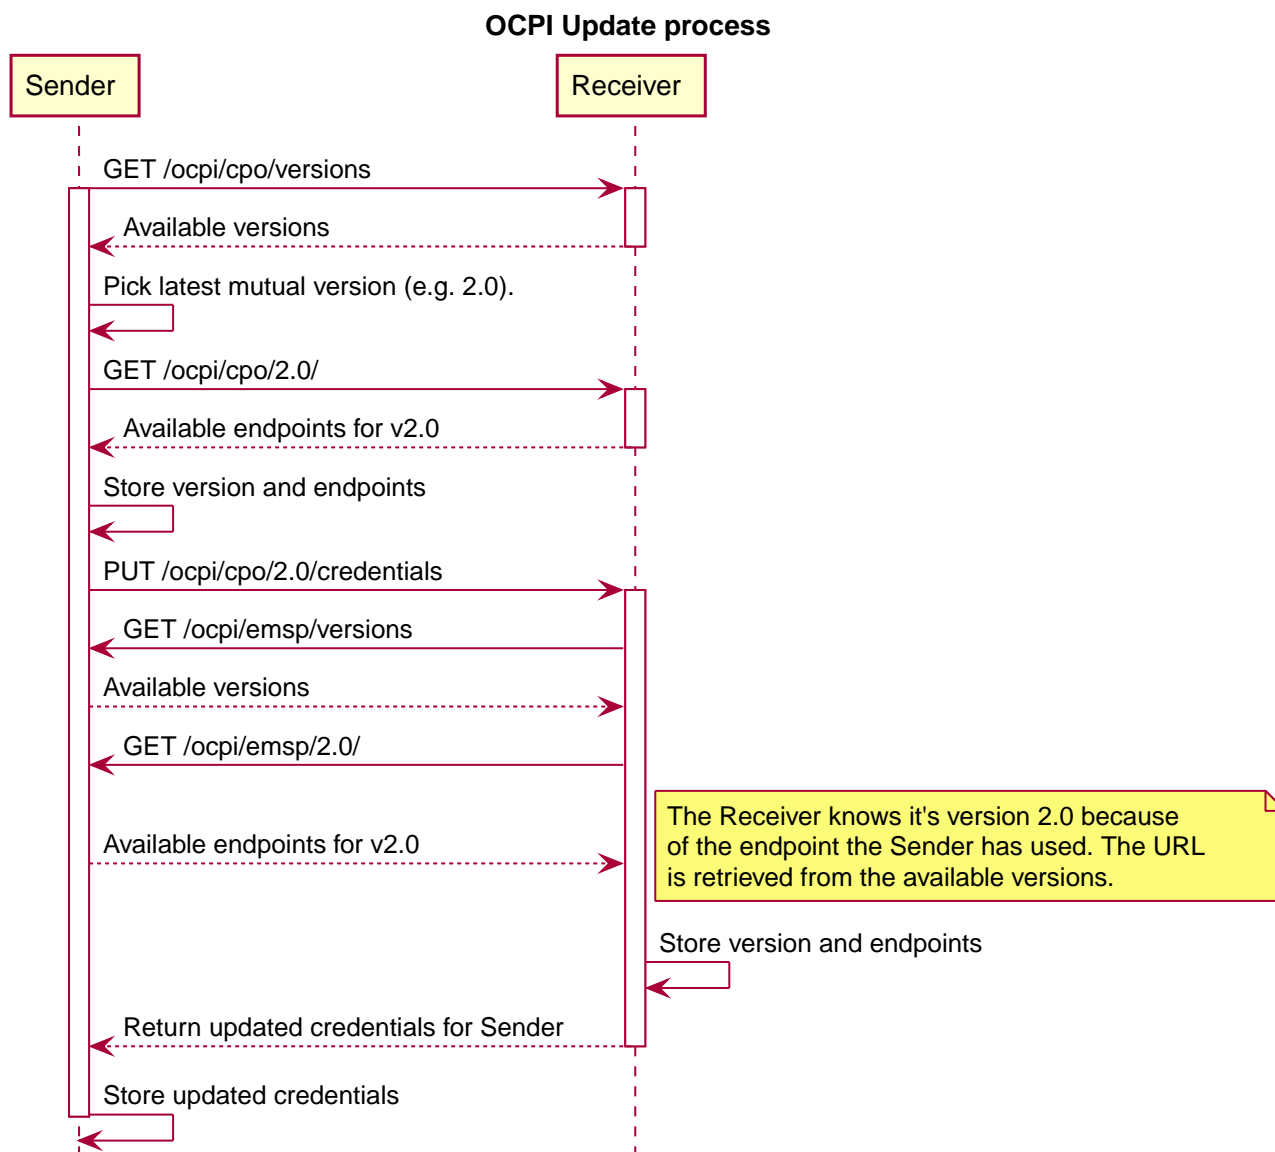 OCPI Update process
Sender
Receiver
GET /ocpi/cpo/versions
Available versions
Pick latest mutual version (e.g. 2.0).
GET /ocpi/cpo/2.0/
Available endpoints for v2.0
Store version and endpoints
PUT /ocpi/cpo/2.0/credentials
GET /ocpi/emsp/versions
Available versions
GET /ocpi/emsp/2.0/
Available endpoints for v2.0
The Receiver knows it's version 2.0 because
of the endpoint the Sender has used. The URL
is retrieved from the available versions.
Store version and endpoints
Return updated credentials for Sender
Store updated credentials